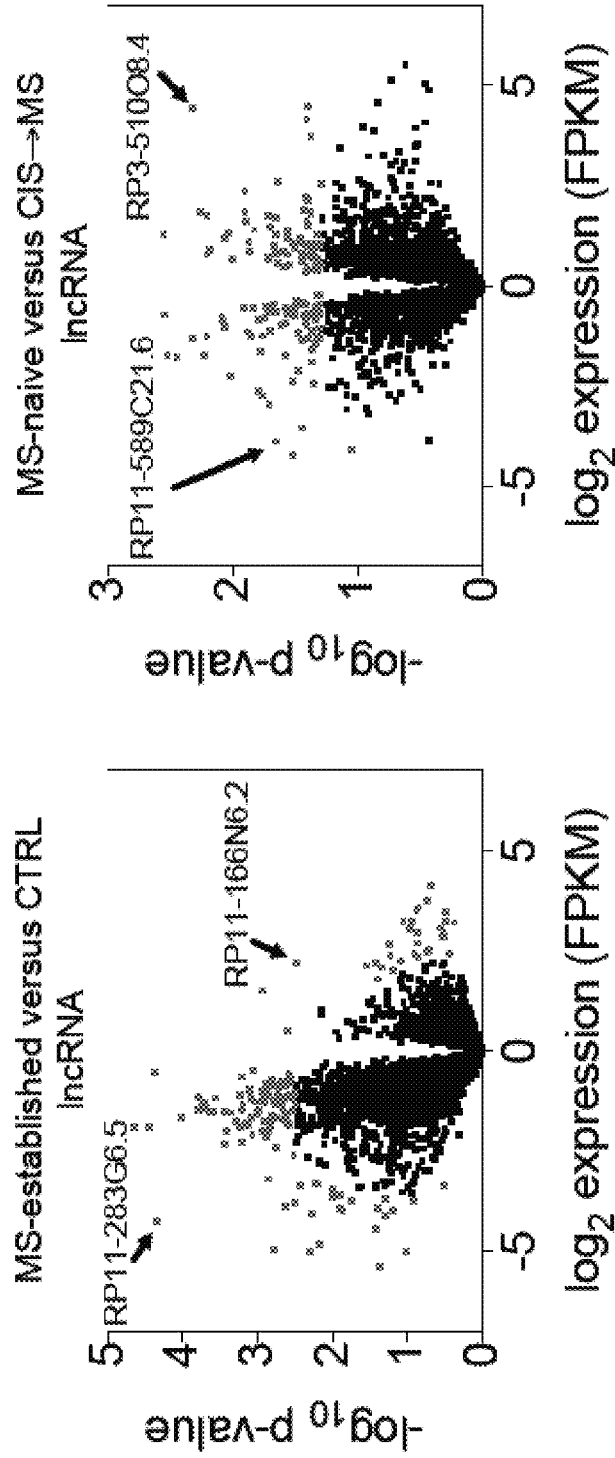 MS-established versus CTRL
lncRNA
RP11-283G6.5
RP11-166N6.2
5
4
3
2
1
0
-log10 p-value
-5
0
5
log2 expression (FPKM)
MS-naive versus CIS→MS
lncRNA
RP11-589C21.6
RP3-510O8.4
3
2
1
0
-log10 p-value
-5
0
5
log2 expression (FPKM)